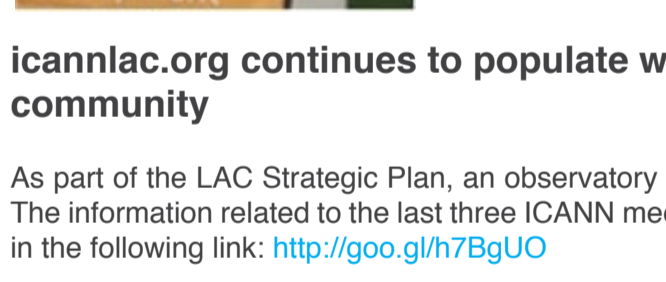 icannlac.org continues to populate
community
As part of the LAC Strategic Plan, an observatory
The information related to the last three ICANN
in the following link: http://goo.gl/h7BgUO